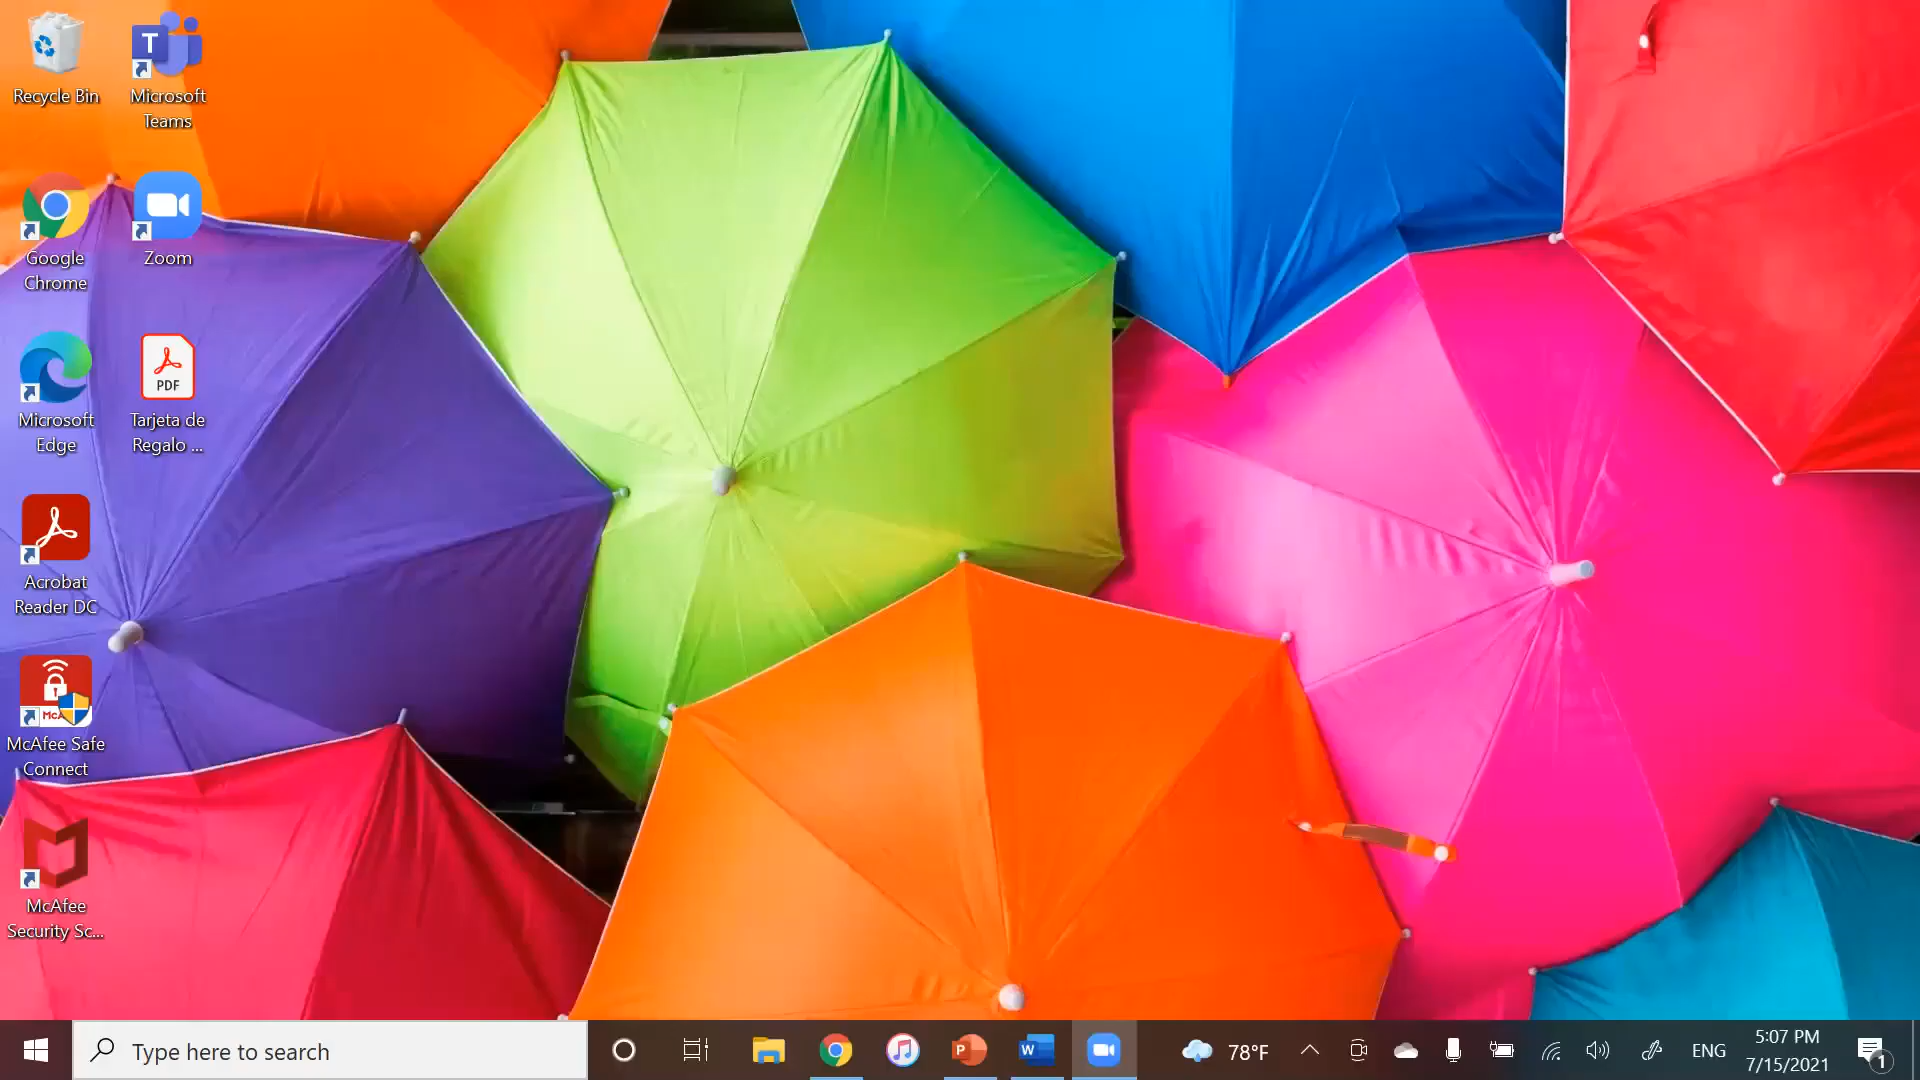 Recycle Bin
Microsoft
Teams
Google
Chrome
Zoom
Microsoft
Edge
PDF
Tarjeta de
Regalo ...
Acrobat
Reader DC
McAfee Safe
Connect
McAfee
Security Sc...
Type here to search
78°F
ENG
5:07 PM
7/15/2021
1